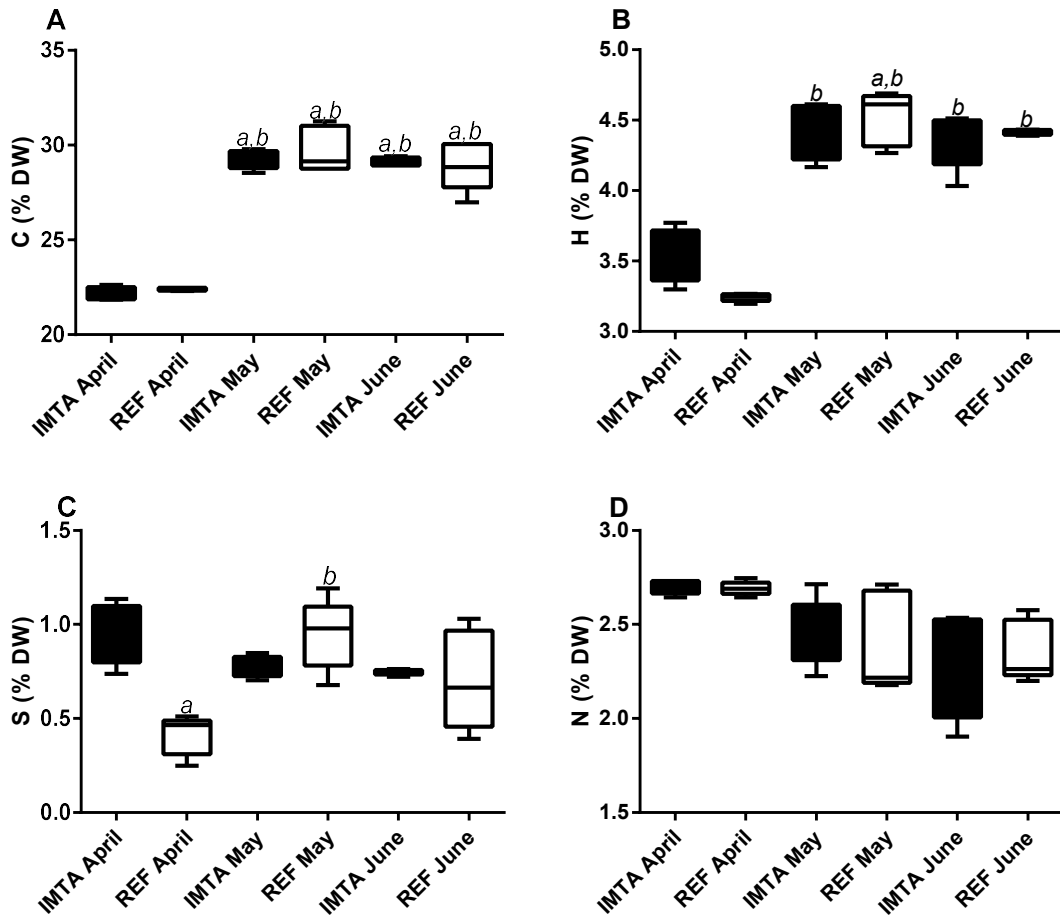 A
C (% DW)
35
30
25
20
a,b
a,b
a,b
a,b
IMTA April
REF April
IMTA May
REF May
IMTA June
REF June
B
H (% DW)
5.0
4.5
4.0
3.5
3.0
b
a,b
b
b
IMTA April
REF April
IMTA May
REF May
IMTA June
REF June
C
S (% DW)
1.5
1.0
0.5
0.0
a
b
IMTA April
REF April
IMTA May
REF May
IMTA June
REF June
D
N (% DW)
3.0
2.5
2.0
1.5
IMTA April
REF April
IMTA May
REF May
IMTA June
REF June